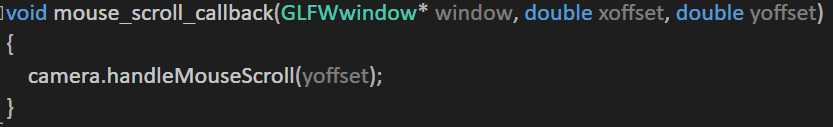 void mouse_scroll_callback(GLFWwindow* window, double xoffset, double yoffset)
{
camera.handleMouseScroll(yoffset);
}